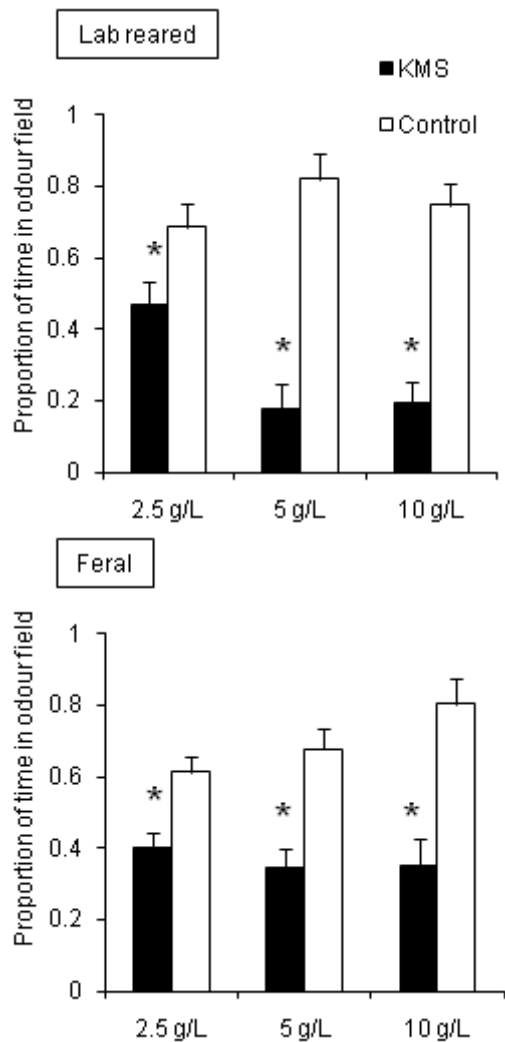 Lab reared
KMS
Control
Proportion of time in odour field
1
0.8
0.6
0.4
0.2
0
*
*
*
2.5 g/L 5 g/L 10 g/L
Feral
Proportion of time in odour field
1
0.8
0.6
0.4
0.2
0
*
*
*
2.5 g/L 5 g/L 10 g/L